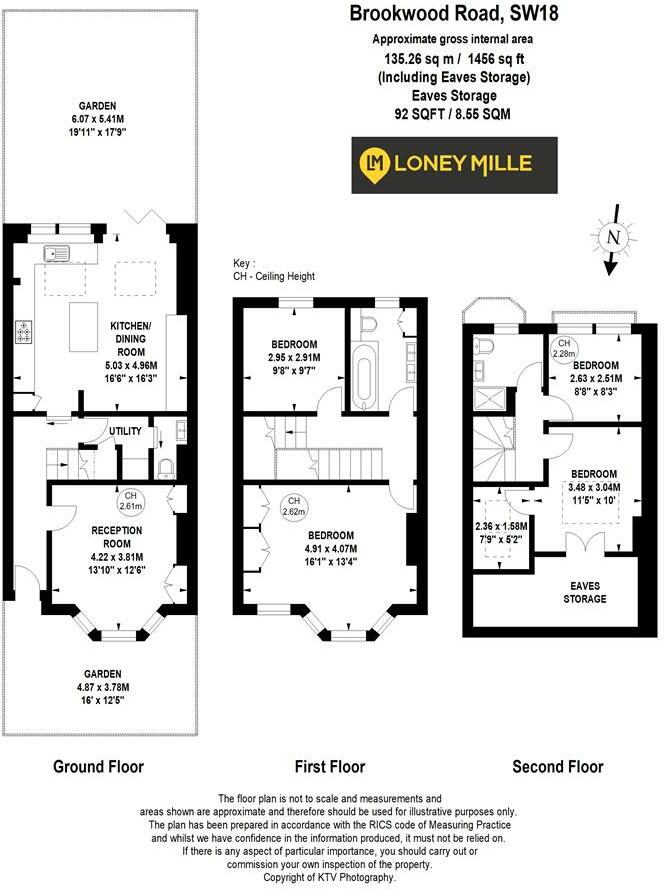 Brookwood Road, SW18
Approximate gross internal area
135.26 sq m / 1456 sq ft
(Including Eaves Storage)
Eaves Storage
92 SQFT / 8.55 SQM
LM LONEY MILLE
N
Key :
CH - Ceiling Height
GARDEN
6.07 x 5.41M
19'11" x 17'9"
KITCHEN/
DINING
ROOM
5.03 x 4.96M
16'6" x 16'3"
UTILITY
CH
2.61m
RECEPTION
ROOM
4.22 x 3.81M
13'10" x 12'6"
GARDEN
4.87 x 3.78M
16' x 12'5"
Ground Floor
BEDROOM
2.95 x 2.91M
9'8" x 9'7"
CH
2.62m
BEDROOM
4.91 x 4.07M
16'1" x 13'4"
First Floor
CH
2.28m
BEDROOM
2.63 x 2.51M
8'8" x 8'3"
BEDROOM
3.48 x 3.04M
11'5" x 10'
2.36 x 1.58M
7'9" x 5'2"
EAVES
STORAGE
Second Floor
The floor plan is not to scale and measurements and
areas shown are approximate and therefore should be used for illustrative purposes only.
The plan has been prepared in accordance with the RICS code of Measuring Practice
and whilst we have confidence in the information produced, it must not be relied on.
If there is any aspect of particular importance, you should carry out or
commission your own inspection of the property.
Copyright of KTV Photography.